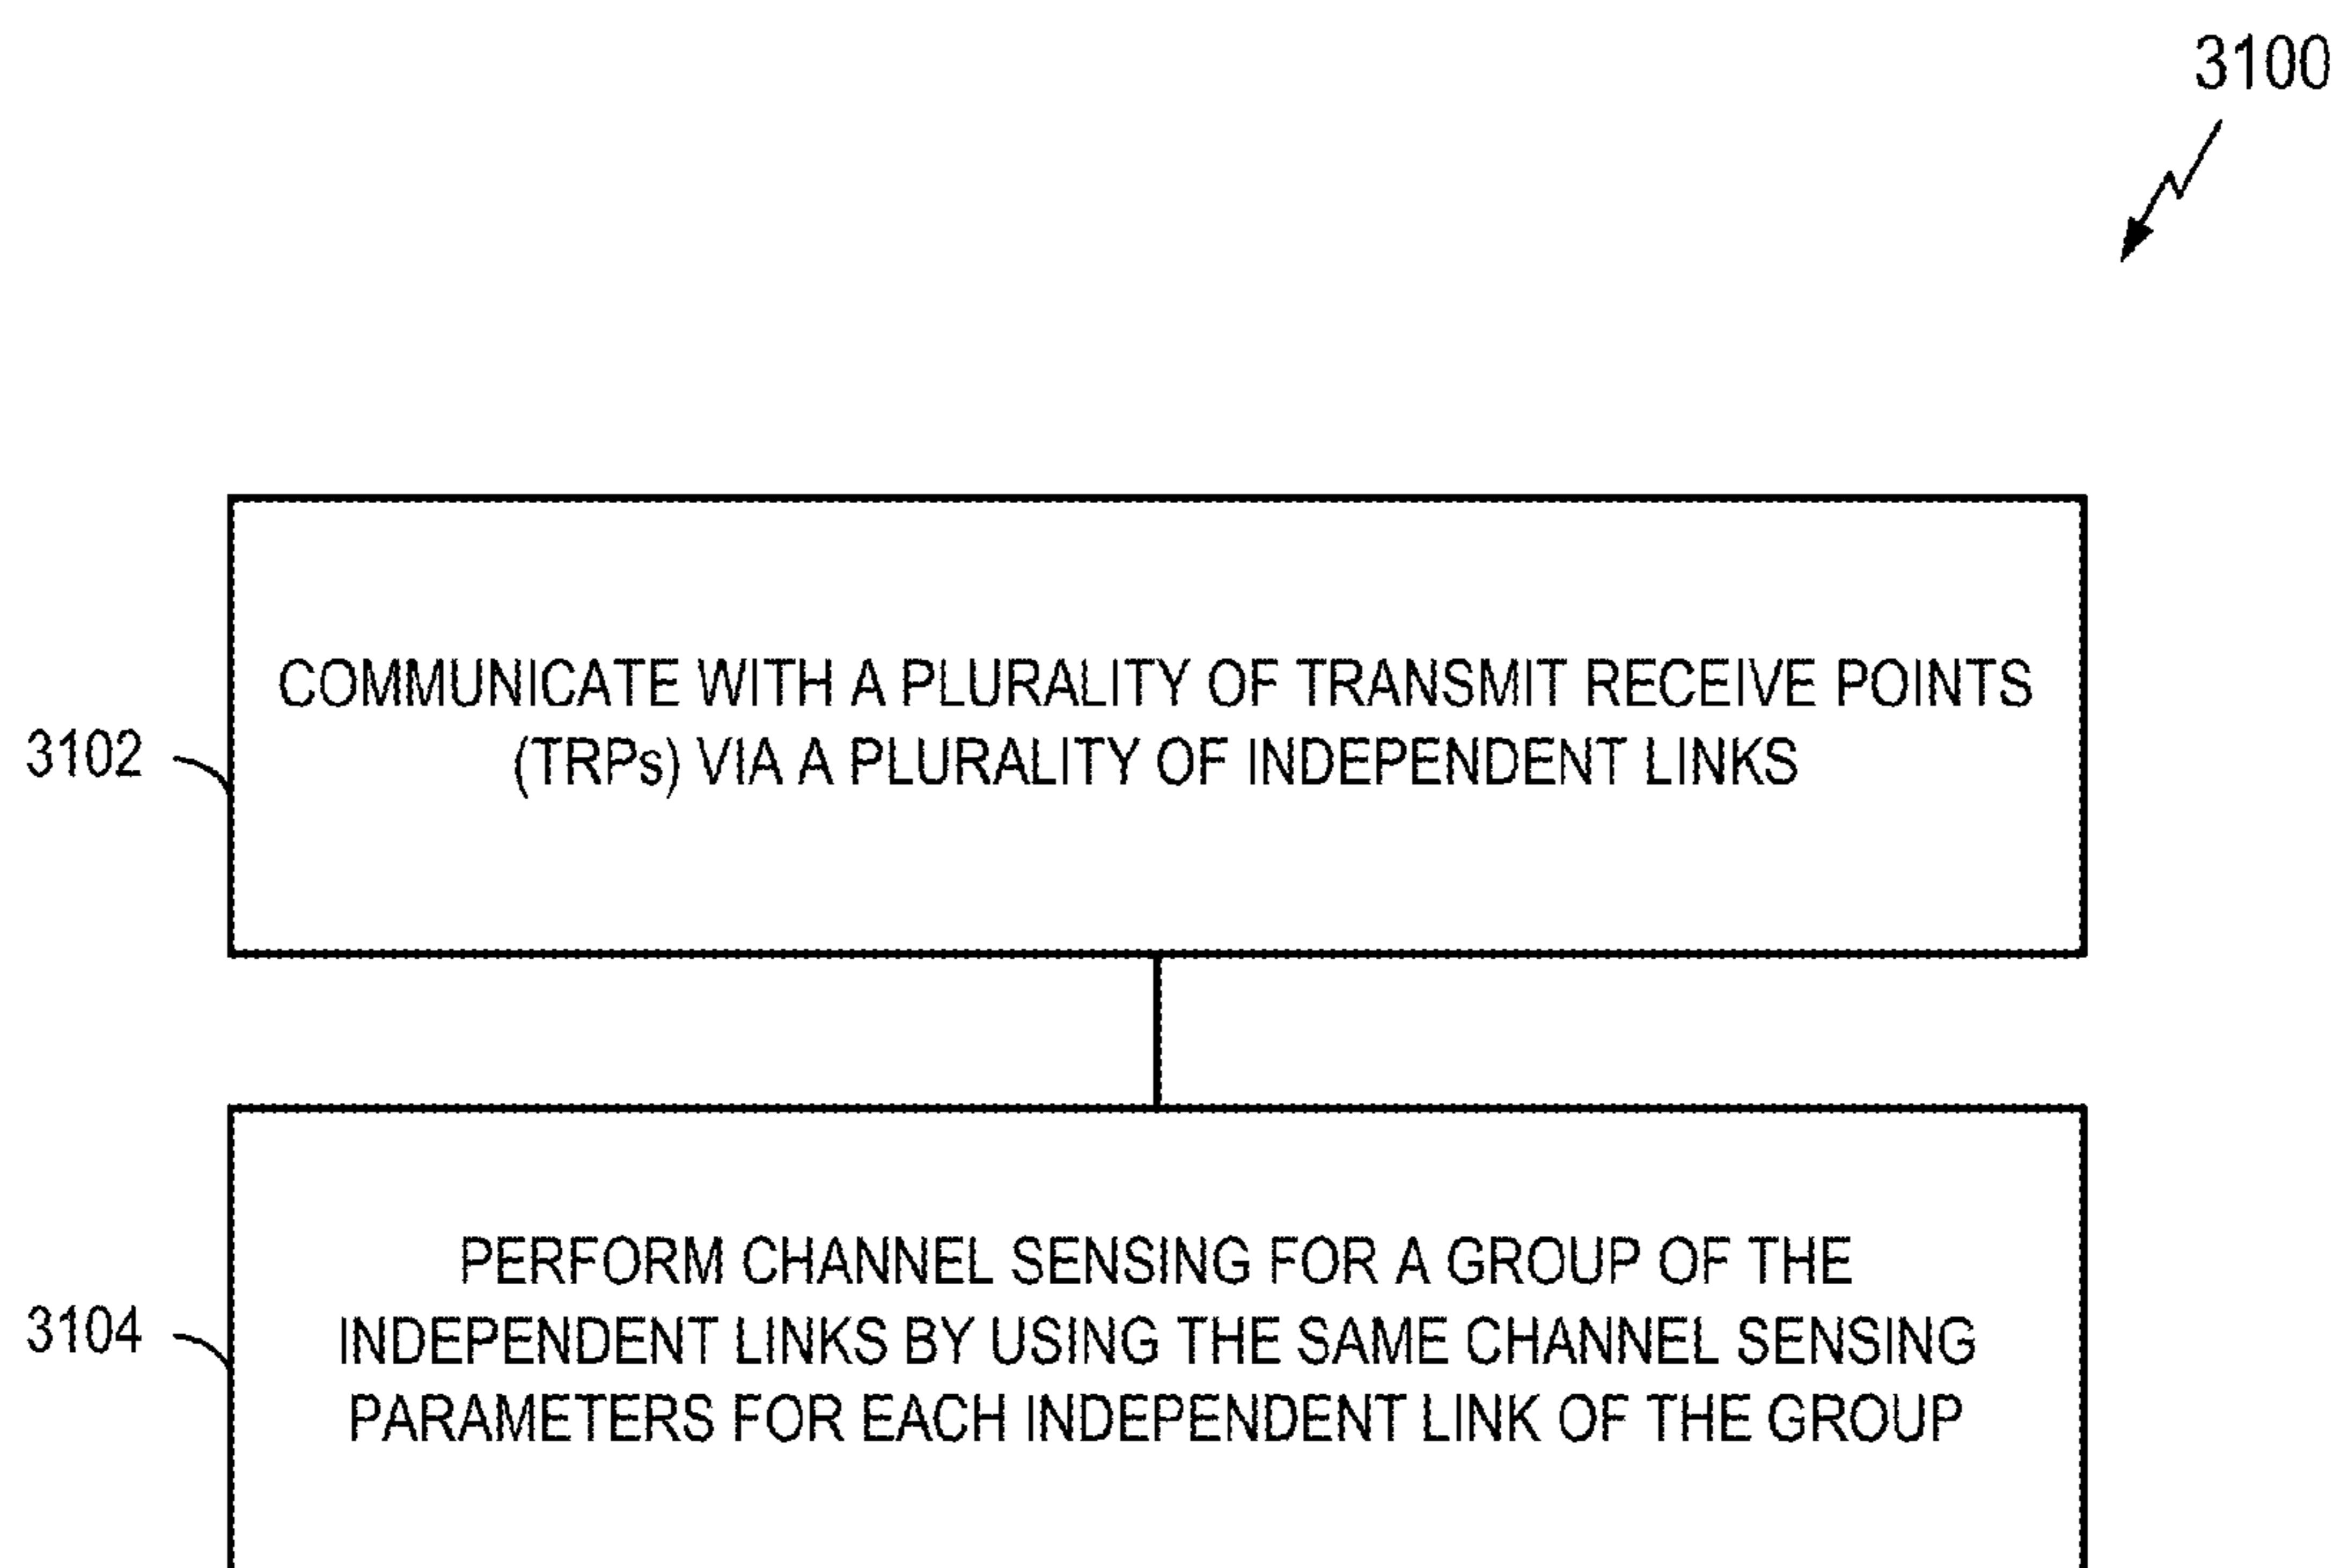 3100
COMMUNICATE WITH A PLURALITY OF TRANSMIT RECEIVE POINTS
(TRPs) VIA A PLURALITY OF INDEPENDENT LINKS
3102
PERFORM CHANNEL SENSING FOR A GROUP OF THE
INDEPENDENT LINKS BY USING THE SAME CHANNEL SENSING
PARAMETERS FOR EACH INDEPENDENT LINK OF THE GROUP
3104